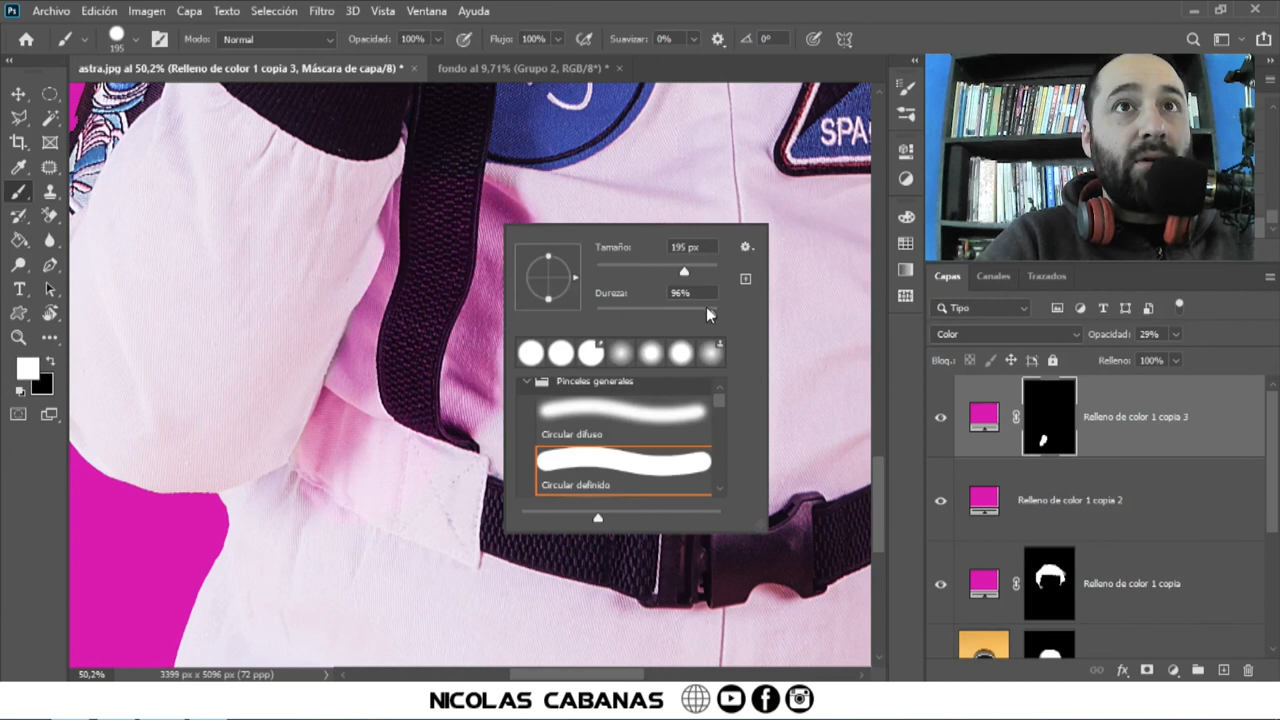 Ps Archivo Edición Imagen Capa Texto Selección Filtro 3D Vista Ventana Ayuda
195 Modo: Normal Opacidad: 100% Flujo: 100% Suavizar: 0% 0°
astra.jpg al 50,2% (Relleno de color 1 copia 3, Máscara de capa/8) * fondo al 9,71% (Grupo 2, RGB/8*) *
SPA
Tamaño: 195 px
Dureza: 96%
Pinceles generales
Circular difuso
Circular definido
Capas Canales Trazados
Tipo
Color Opacidad: 29%
Bloq.: Relleno: 100%
Relleno de color 1 copia 3
Relleno de color 1 copia 2
Relleno de color 1 copia
50,2% 3399 px x 5096 px (72 ppp)
NICOLAS CABANAS